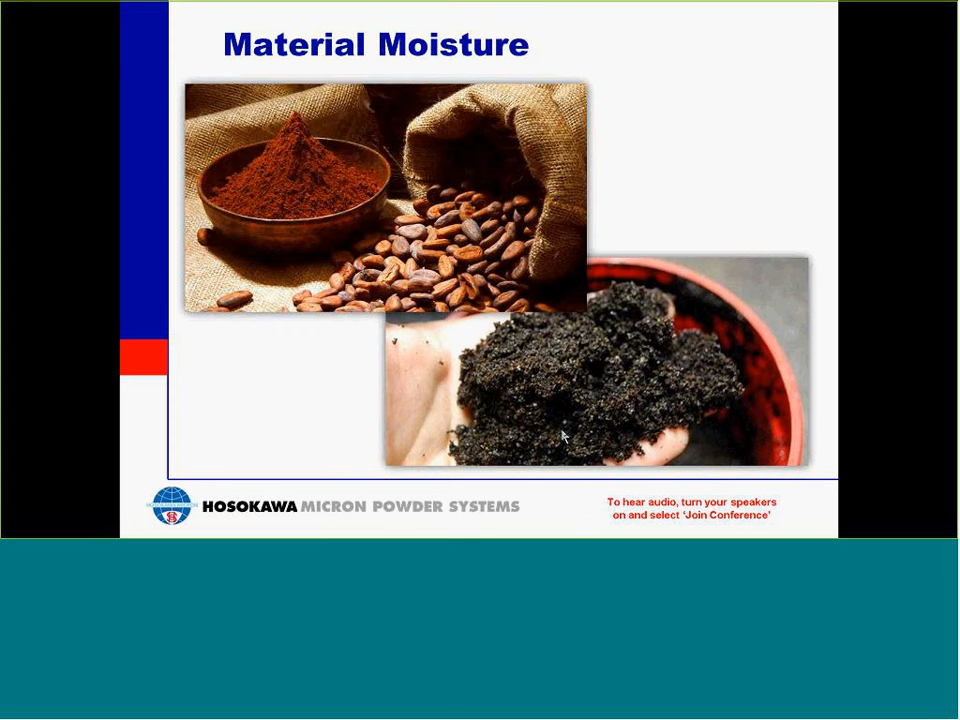 Material Moisture
HOSOKAWA MICRON POWDER SYSTEMS
To hear audio, turn your speakers
on and select ‘Join Conference’